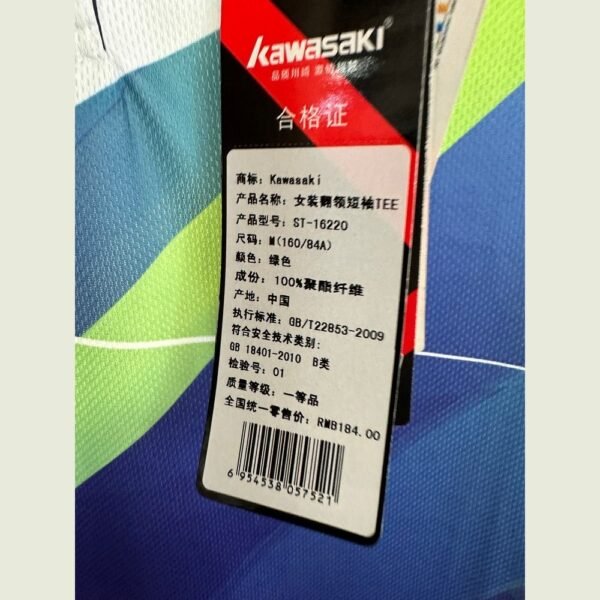 Kawasaki®
合格证
商标：Kawasaki
产品名称：女装翻领短袖TEE
产品型号：ST-16220
尺码：M(160/84A)
颜色：绿色
成份：100%聚酯纤维
产地：中国
执行标准：GB/T22853-2009
符合安全技术类别：
GB 18401-2010 B类
检验号：01
质量等级：一等品
全国统一零售价：RMB184.00
6 954538 057521